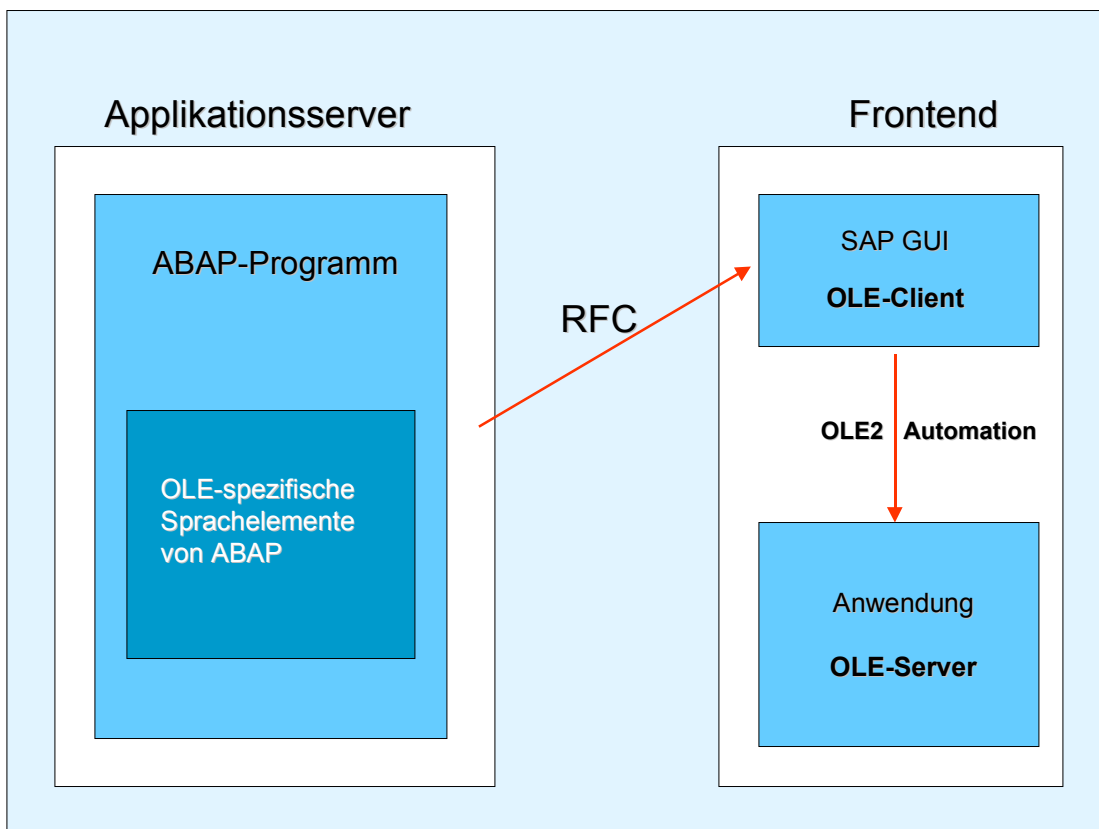 Applikationsserver
Frontend
ABAP-Programm
OLE-spezifische
Sprachelemente
von ABAP
RFC
SAP GUI
OLE-Client
OLE2 Automation
Anwendung
OLE-Server